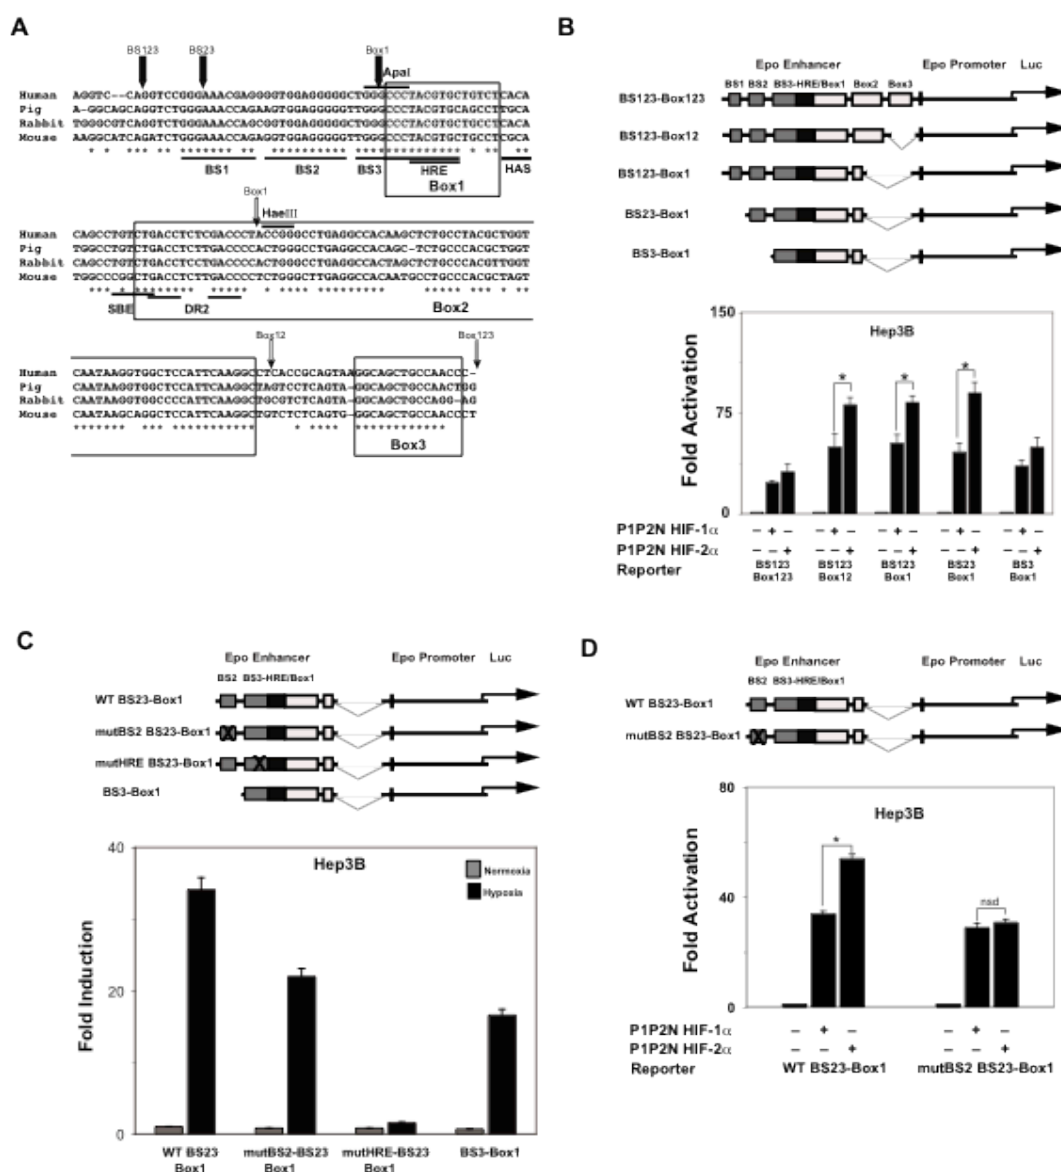 A
BS123 BS23 Box1
ApaI
Human AGGTC--CAGGTCCGGGAAACGAGGGGTGGAGGGGGCTGGGCCCTACGTGCTGTCTCACA
Pig A-GGCAGCAGGTCCGGGAAACCAGAAGTGGAGGGGGTTGGGCCCTACGTGCTGCCTCGCA
Rabbit
Mouse
BS1 BS2 BS3 HRE HAS
Box1
Box1
HaeIII
Human CAGCCTGTCTGACCTCTCGACCCTACCGGGCCTGAGGCCACAAGCTCTGCCTACGCTGGT
Pig TGGCCTGTCTGACCTCTTGACCCCACTGGGCCTGAGGCCACAGC-TCTGCCCACGCTGGT
Rabbit CAGCCTGTCTGACCTCTGACCCCTGGGCCTGAGGCCACTAGCTCTGCCCACGTTGGT
Mouse TGGCCCGGCTGACCTCTGACCCCTCTGGGCTTGAGGCCACAATGCCTGCCCACGCTAGT
SBE DR2 Box2
Box12 Box123
Human CAATAAGGTGGCTCCATTCAAGGCCTCACCGCAGTAAGGCAGCTGCCAACCC-
Pig CAATAAGGTGGCTCCATTCAAGGCTAGTCCTCAGTA-GGCAGCTGCCAACTGG
Rabbit CAATAACCCCGGCTCCATTCAAGGCTGCGTCTCAGTA-GGCAGCTGCCAGG-AG
Mouse CAATAAGCAGGCTCCATTCAAGGCTGTCTCTCAGTG-GGCAGCTGCCAACCCT
Box3
B
Epo Enhancer Epo Promoter Luc
BS1 BS2 BS3-HRE/Box1 Box2 Box3
BS123-Box123
BS123-Box12
BS123-Box1
BS23-Box1
BS3-Box1
Hep3B
Fold Activation
150
75
0
* * *
P1P2N HIF-1α – + – – + – – + – – + – – + –
P1P2N HIF-2α – – + – – + – – + – – + – – +
Reporter BS123 BS123 BS123 BS23 BS3
Box123 Box12 Box1 Box1 Box1
C
Epo Enhancer Epo Promoter Luc
BS2 BS3-HRE/Box1
WT BS23-Box1
mutBS2 BS23-Box1
mutHRE BS23-Box1
BS3-Box1
Hep3B
Normoxia
Hypoxia
Fold Induction
40
20
0
WT BS23 mutBS2-BS23 mutHRE-BS23 BS3-Box1
Box1 Box1 Box1
D
Epo Enhancer Epo Promoter Luc
BS2 BS3-HRE/Box1
WT BS23-Box1
mutBS2 BS23-Box1
Hep3B
Fold Activation
80
40
0
* nsd
P1P2N HIF-1α – + – – + –
P1P2N HIF-2α – – + – – +
Reporter WT BS23-Box1 mutBS2 BS23-Box1